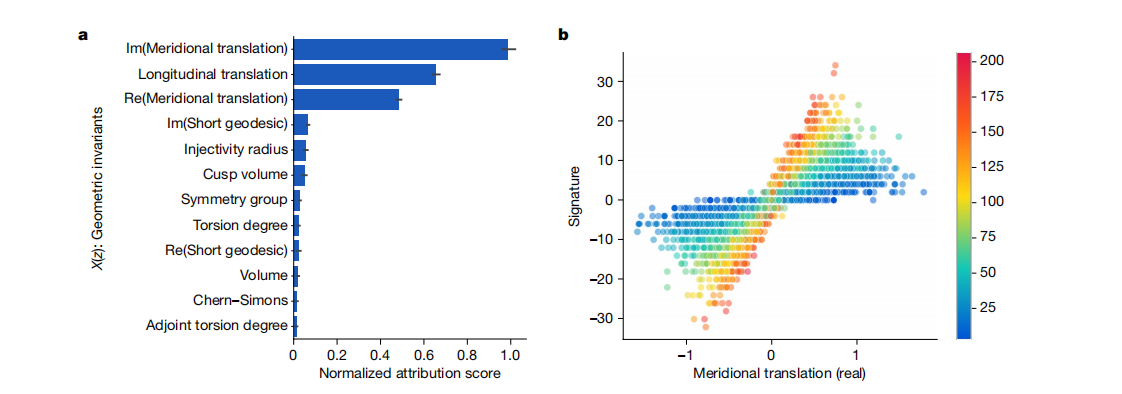 a
X(z): Geometric invariants
Im(Meridional translation)
Longitudinal translation
Re(Meridional translation)
Im(Short geodesic)
Injectivity radius
Cusp volume
Symmetry group
Torsion degree
Re(Short geodesic)
Volume
Chern–Simons
Adjoint torsion degree
0 0.2 0.4 0.6 0.8 1.0
Normalized attribution score
b
Signature
30
20
10
0
–10
–20
–30
–1 0 1
Meridional translation (real)
200
175
150
125
100
75
50
25